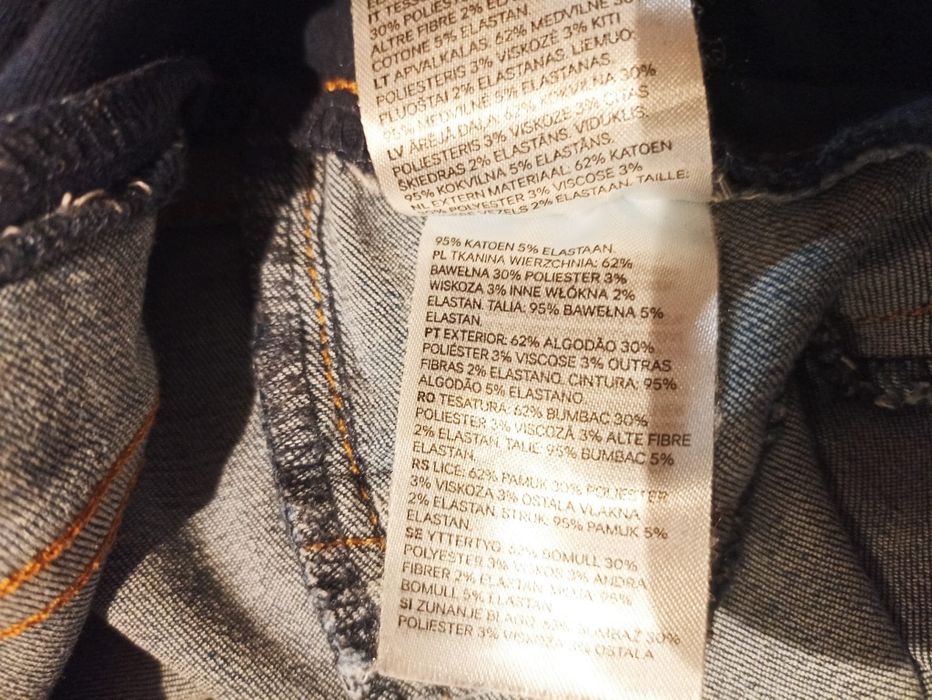 IT TESS
30% POLIES
ALTRE FIBRE 2%
COTONE 5% ELASTAN.
LT APVALKALAS: 62% MEDVILNĖ 30
POLIESTERIS 3% VISKOZĖ 3% KITI
PLUOŠTAI 2% ELASTANAS. LIEMUO:
95% MEDVILNĖ 5% ELASTANAS.
LV ĀRĒJĀ DAĻA: 62% KOKVILNA 30%
POLIESTERIS 3% VISKOZE 3% CITAS
ŠĶIEDRAS 2% ELASTĀNS. VIDUKLIS:
95% KOKVILNA 5% ELASTĀNS.
NL EXTERN MATERIAAL: 62% KATOEN
POLYESTER 3% VISCOSE 3%
VEZELS 2% ELASTAAN. TAILLE:
95% KATOEN 5% ELASTAAN.
PL TKANINA WIERZCHNIA: 62%
BAWEŁNA 30% POLIESTER 3%
WISKOZA 3% INNE WŁÓKNA 2%
ELASTAN. TALIA: 95% BAWEŁNA 5%
ELASTAN.
PT EXTERIOR: 62% ALGODÃO 30%
POLIÉSTER 3% VISCOSE 3% OUTRAS
FIBRAS 2% ELASTANO. CINTURA: 95%
ALGODÃO 5% ELASTANO
RO TESATURA: 62% BUMBAC 30%
POLIESTER 3% VISCOZĂ 3% ALTE FIBRE
2% ELASTAN. TALIE: 95% BUMBAC 5%
ELASTAN.
RS LICE: 62% PAMUK 30% POLIESTER
3% VISKOZA 3% OSTALA VLAKNA
2% ELASTAN. STRUK: 95% PAMUK 5%
ELASTAN.
SE YTTERTYG: 62% BOMULL 30%
POLYESTER 3% VISKOS 3% ANDRA
FIBRER 2% ELASTAN. MIDJA: 95%
BOMULL 5% ELASTAN.
SI ZUNANJE BLAGO: 62% BOMBAŽ 30%
POLIESTER 3% VISKOZA 3% OSTALA